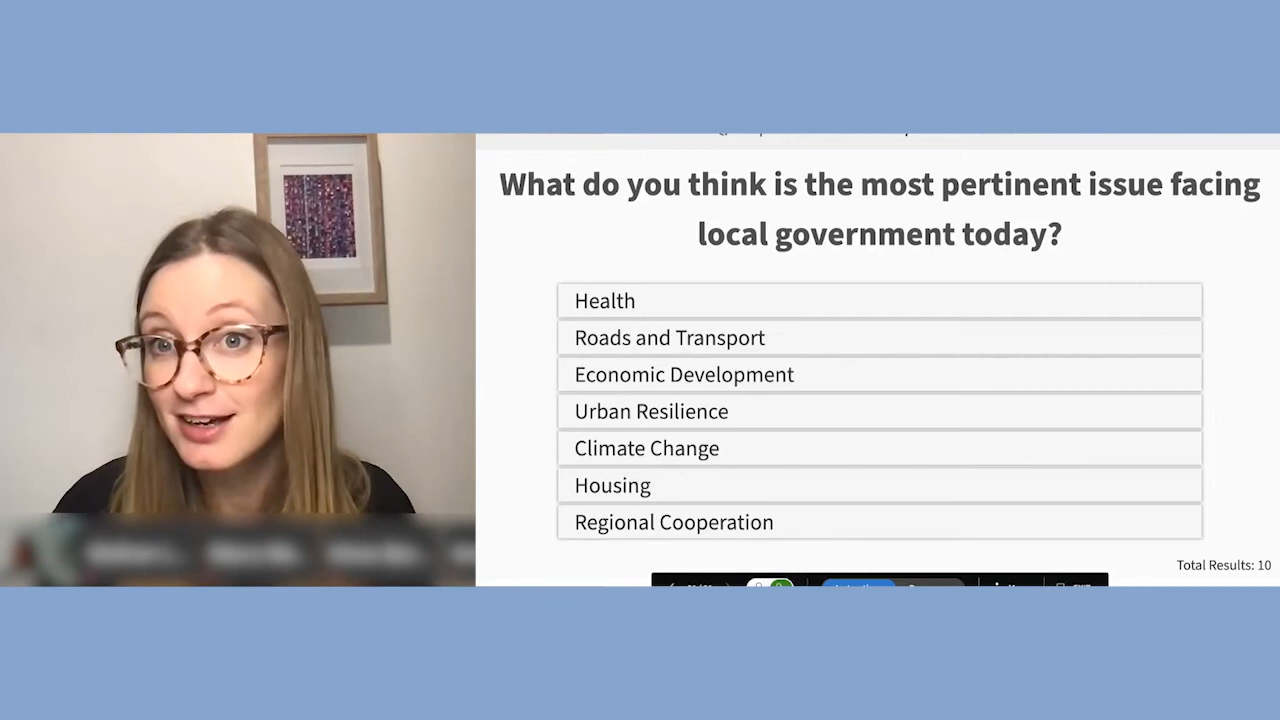 What do you think is the most pertinent issue facing
local government today?
Health
Roads and Transport
Economic Development
Urban Resilience
Climate Change
Housing
Regional Cooperation
Total Results: 10